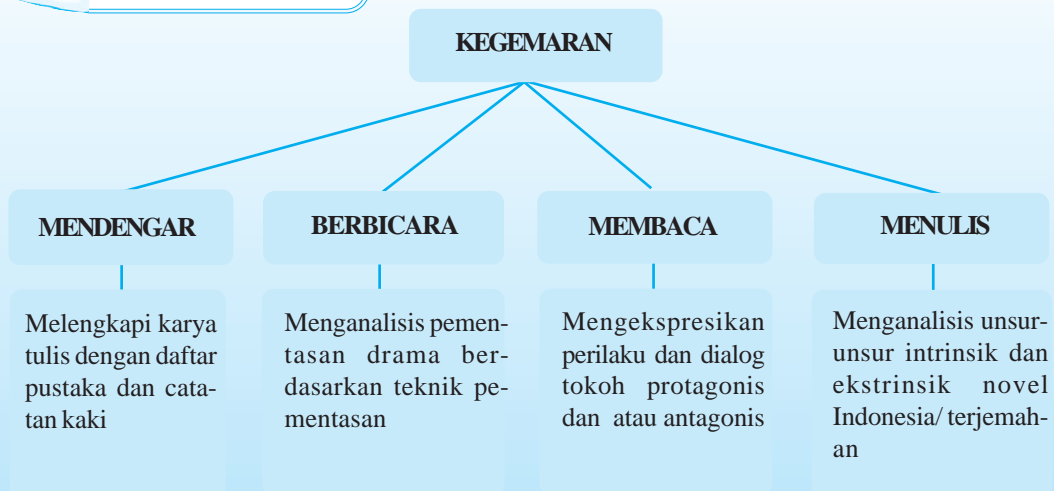 KEGEMARAN
MENDENGAR
Melengkapi karya
tulis dengan daftar
pustaka dan cata-
tan kaki
BERBICARA
Menganalisis pemen-
tasan drama ber-
dasarkan teknik pe-
mentasan
MEMBACA
Mengekspresikan
perilaku dan dialog
tokoh protagonis
dan atau antagonis
MENULIS
Menganalisis unsur-
unsur intrinsik dan
ekstrinsik novel
Indonesia/ terjemah-
an